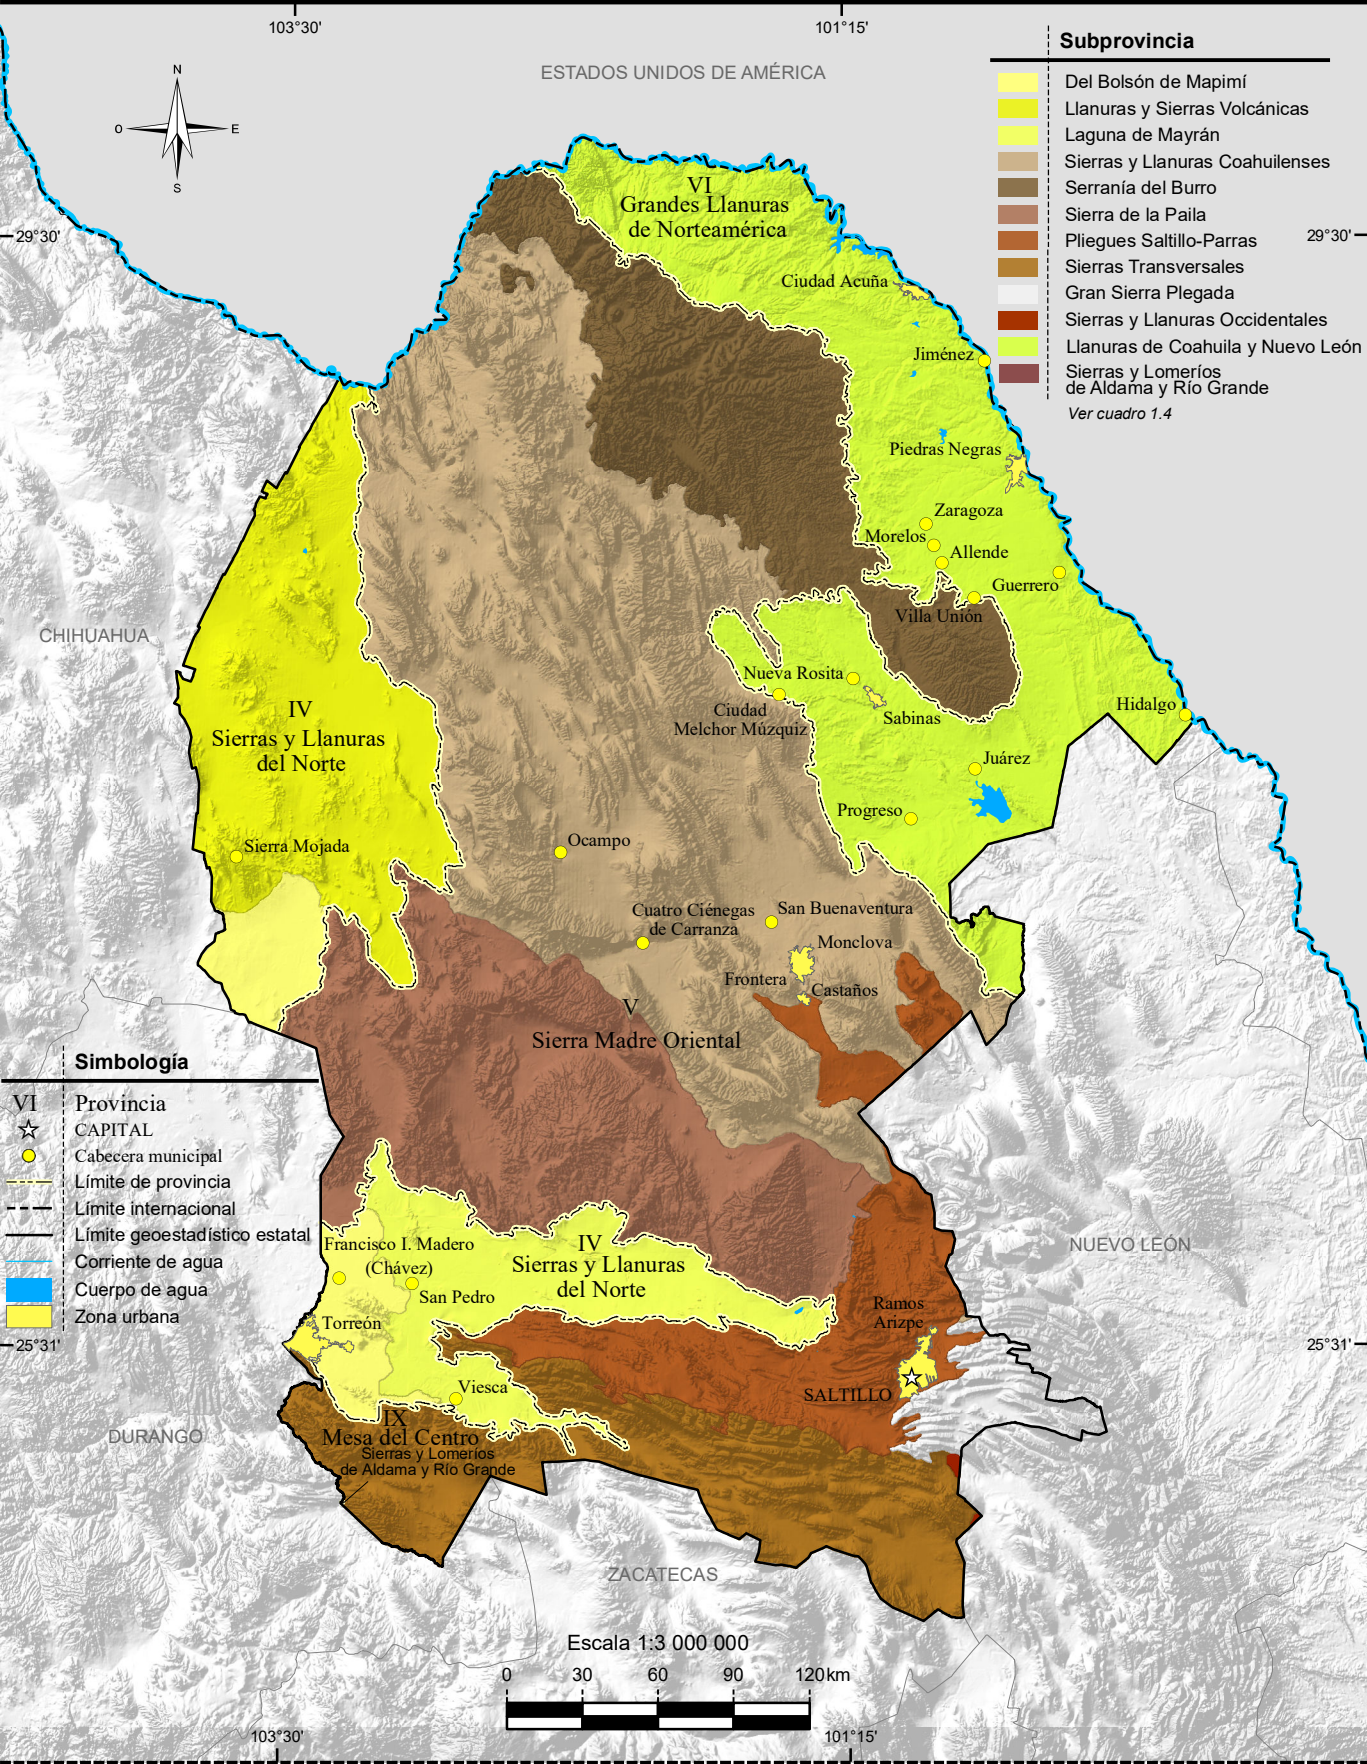 103°30'
101°15'
ESTADOS UNIDOS DE AMÉRICA
N
O
E
S
Subprovincia
Del Bolsón de Mapimí
Llanuras y Sierras Volcánicas
Laguna de Mayrán
Sierras y Llanuras Coahuilenses
Serranía del Burro
Sierra de la Paila
Pliegues Saltillo-Parras
Sierras Transversales
Gran Sierra Plegada
Sierras y Llanuras Occidentales
Llanuras de Coahuila y Nuevo León
Sierras y Lomeríos
de Aldama y Río Grande
Ver cuadro 1.4
29°30'
29°30'
VI
Grandes Llanuras
de Norteamérica
Ciudad Acuña
Jiménez
Piedras Negras
Zaragoza
Morelos
Allende
Guerrero
Villa Unión
CHIHUAHUA
Nueva Rosita
Ciudad
Melchor Múzquiz
Sabinas
Hidalgo
IV
Sierras y Llanuras
del Norte
Juárez
Progreso
Sierra Mojada
Ocampo
Cuatro Ciénegas
de Carranza
San Buenaventura
Monclova
Frontera
Castaños
V
Sierra Madre Oriental
Simbología
VI Provincia
CAPITAL
Cabecera municipal
Límite de provincia
Límite internacional
Límite geoestadístico estatal
Corriente de agua
Cuerpo de agua
Zona urbana
Francisco I. Madero
(Chávez)
San Pedro
IV
Sierras y Llanuras
del Norte
NUEVO LEÓN
Torreón
Ramos
Arizpe
25°31'
25°31'
Viesca
SALTILLO
DURANGO
IX
Mesa del Centro
Sierras y Lomeríos
de Aldama y Río Grande
ZACATECAS
Escala 1:3 000 000
0 30 60 90 120 km
103°30'
101°15'